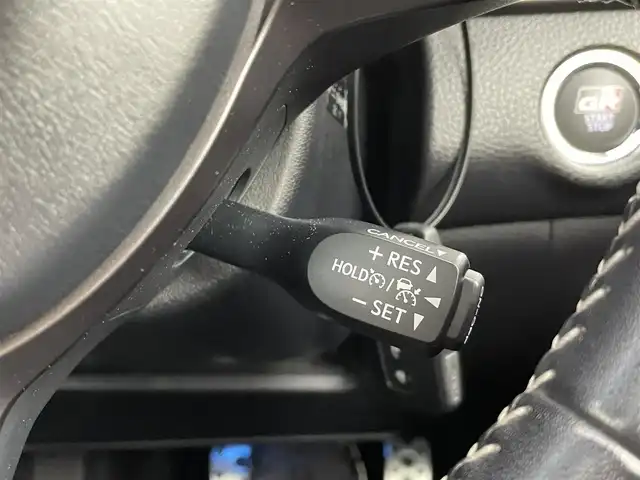 GR
START
STOP
CANCEL▼
+ RES ▲
HOLD / ◀
− SET ▼